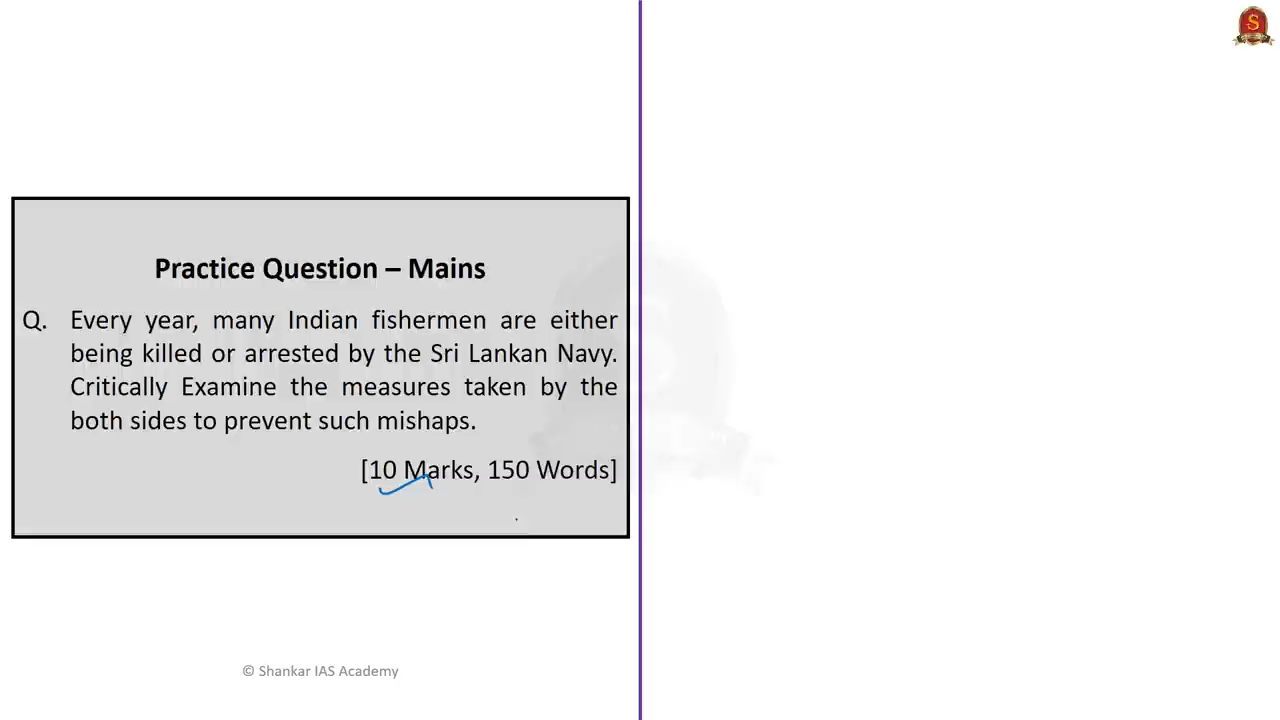 S
Practice Question – Mains
Q. Every year, many Indian fishermen are either
being killed or arrested by the Sri Lankan Navy.
Critically Examine the measures taken by the
both sides to prevent such mishaps.
[10 Marks, 150 Words]
© Shankar IAS Academy